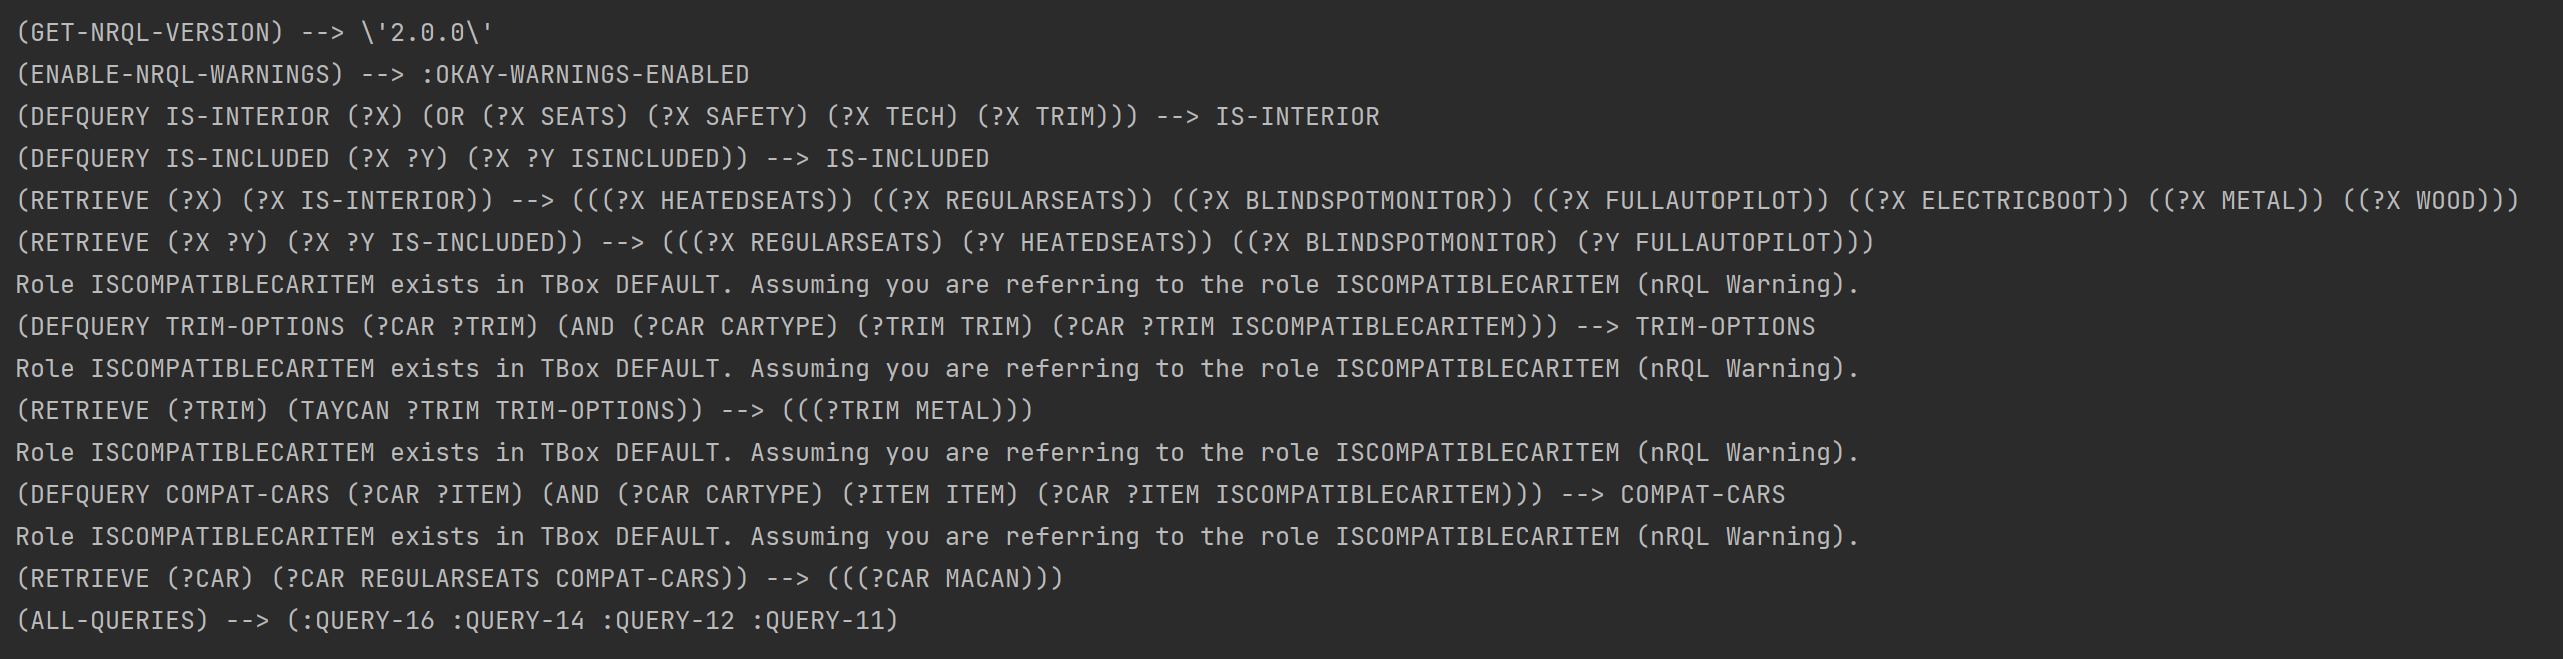 (GET-NRQL-VERSION) --> \'2.0.0\'
(ENABLE-NRQL-WARNINGS) --> :OKAY-WARNINGS-ENABLED
(DEFQUERY IS-INTERIOR (?X) (OR (?X SEATS) (?X SAFETY) (?X TECH) (?X TRIM))) --> IS-INTERIOR
(DEFQUERY IS-INCLUDED (?X ?Y) (?X ?Y ISINCLUDED)) --> IS-INCLUDED
(RETRIEVE (?X) (?X IS-INTERIOR)) --> (((?X HEATEDSEATS)) ((?X REGULARSEATS)) ((?X BLINDSPOTMONITOR)) ((?X FULLAUTOPILOT)) ((?X ELECTRICBOOT)) ((?X METAL)) ((?X WOOD)))
(RETRIEVE (?X ?Y) (?X ?Y IS-INCLUDED)) --> (((?X REGULARSEATS) (?Y HEATEDSEATS)) ((?X BLINDSPOTMONITOR) (?Y FULLAUTOPILOT)))
Role ISCOMPATIBLECARITEM exists in TBox DEFAULT. Assuming you are referring to the role ISCOMPATIBLECARITEM (nRQL Warning).
(DEFQUERY TRIM-OPTIONS (?CAR ?TRIM) (AND (?CAR CARTYPE) (?TRIM TRIM) (?CAR ?TRIM ISCOMPATIBLECARITEM))) --> TRIM-OPTIONS
Role ISCOMPATIBLECARITEM exists in TBox DEFAULT. Assuming you are referring to the role ISCOMPATIBLECARITEM (nRQL Warning).
(RETRIEVE (?TRIM) (TAYCAN ?TRIM TRIM-OPTIONS)) --> (((?TRIM METAL)))
Role ISCOMPATIBLECARITEM exists in TBox DEFAULT. Assuming you are referring to the role ISCOMPATIBLECARITEM (nRQL Warning).
(DEFQUERY COMPAT-CARS (?CAR ?ITEM) (AND (?CAR CARTYPE) (?ITEM ITEM) (?CAR ?ITEM ISCOMPATIBLECARITEM))) --> COMPAT-CARS
Role ISCOMPATIBLECARITEM exists in TBox DEFAULT. Assuming you are referring to the role ISCOMPATIBLECARITEM (nRQL Warning).
(RETRIEVE (?CAR) (?CAR REGULARSEATS COMPAT-CARS)) --> (((?CAR MACAN)))
(ALL-QUERIES) --> (:QUERY-16 :QUERY-14 :QUERY-12 :QUERY-11)